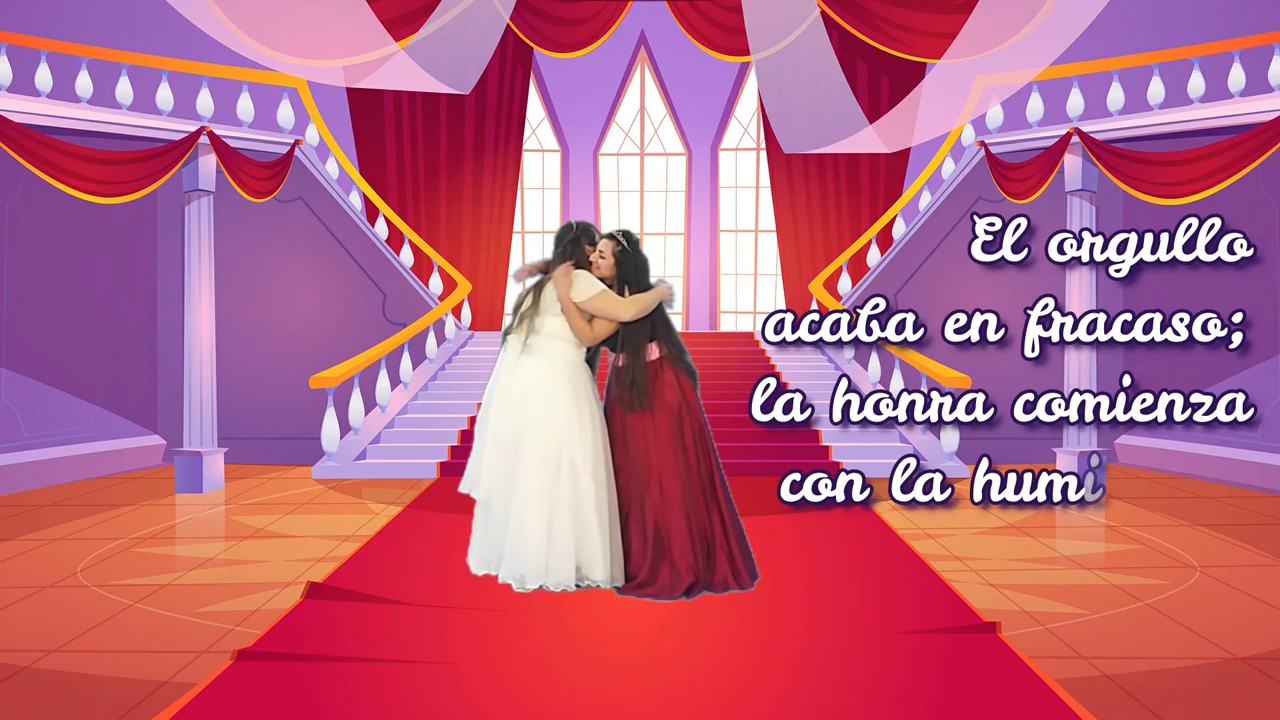 El orgullo
acaba en fracaso;
la honra comienza
con la humi